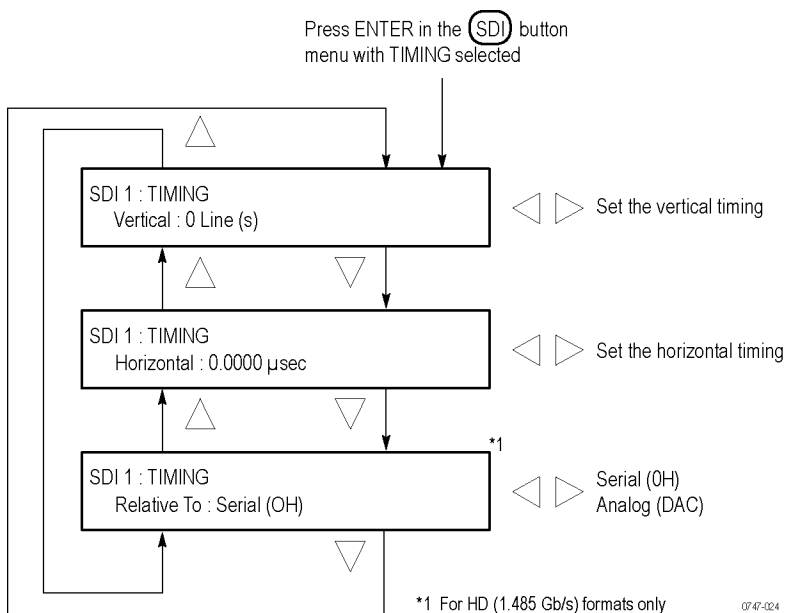 Press ENTER in the SDI button
menu with TIMING selected
SDI 1 : TIMING
Vertical : 0 Line (s)
Set the vertical timing
SDI 1 : TIMING
Horizontal : 0.0000 µsec
Set the horizontal timing
*1
SDI 1 : TIMING
Relative To : Serial (OH)
Serial (0H)
Analog (DAC)
*1 For HD (1.485 Gb/s) formats only
0747-024